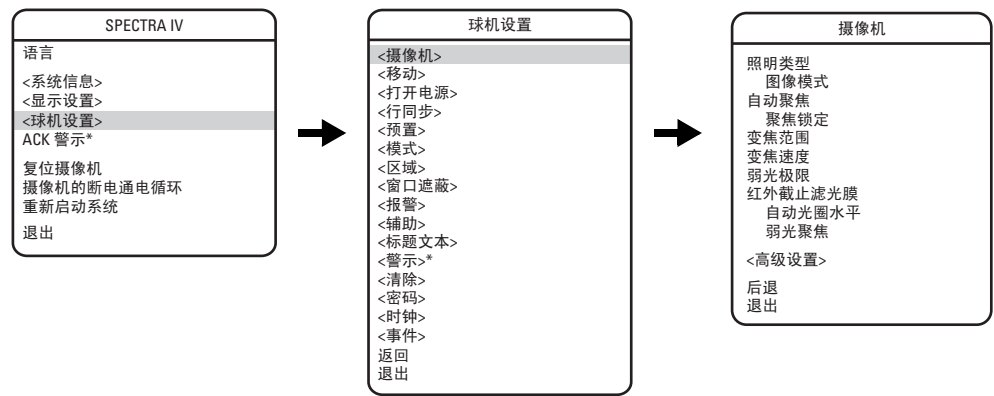 SPECTRA IV
语言
<系统信息>
<显示设置>
<球机设置>
ACK 警示*
复位摄像机
摄像机的断电通电循环
重新启动系统
退出
球机设置
<摄像机>
<移动>
<打开电源>
<行同步>
<预置>
<模式>
<区域>
<窗口遮蔽>
<报警>
<辅助>
<标题文本>
<警示>*
<清除>
<密码>
<时钟>
<事件>
返回
退出
摄像机
照明类型
图像模式
自动聚焦
聚焦锁定
变焦范围
变焦速度
弱光极限
红外截止滤光膜
自动光圈水平
弱光聚焦
<高级设置>
后退
退出